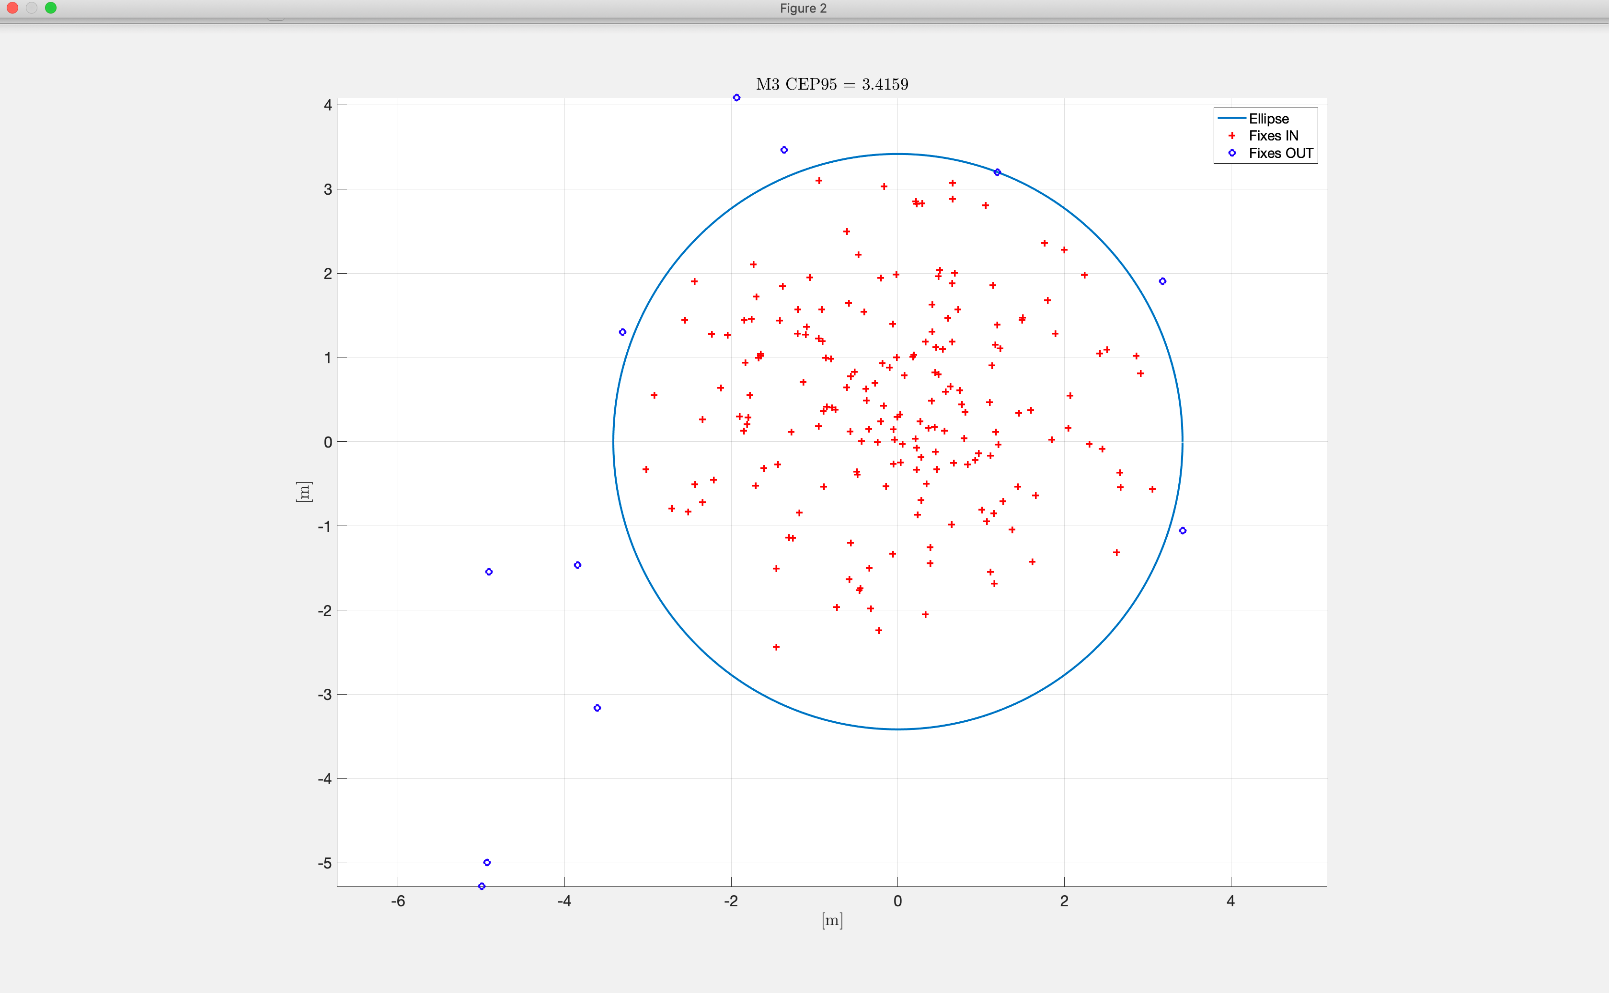 Figure 2
M3 CEP95 = 3.4159
Ellipse
Fixes IN
Fixes OUT
4
3
2
1
0
-1
-2
-3
-4
-5
[m]
-6
-4
-2
0
2
4
[m]